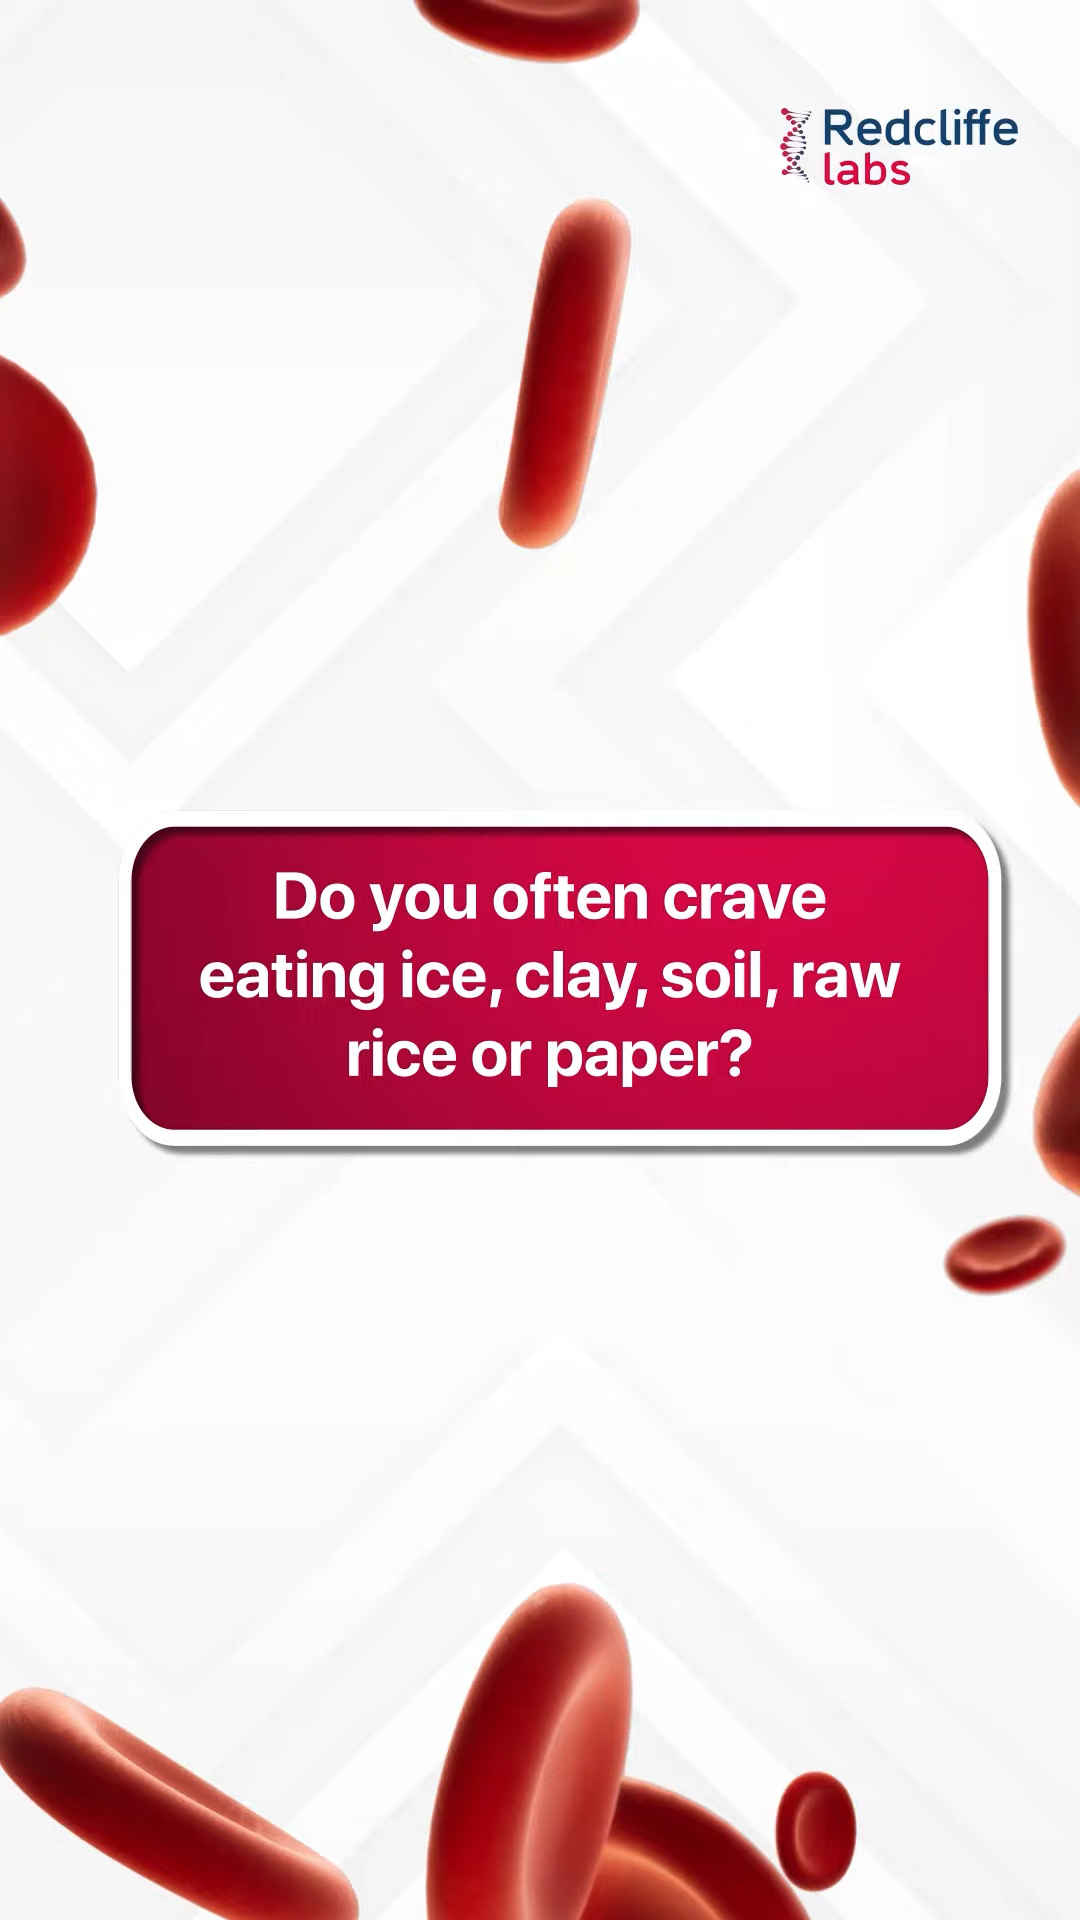 Redcliffe
labs
Do you often crave
eating ice, clay, soil, raw
rice or paper?